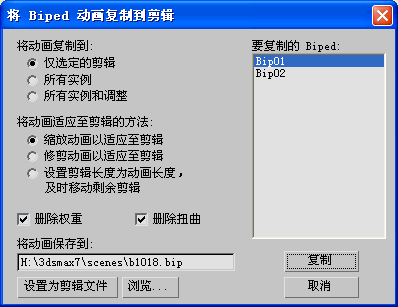 将 Biped 动画复制到剪辑
将动画复制到:
仅选定的剪辑
所有实例
所有实例和调整
将动画适应至剪辑的方法:
缩放动画以适应至剪辑
修剪动画以适应至剪辑
设置剪辑长度为动画长度，
及时移动剩余剪辑
删除权重
删除扭曲
将动画保存到:
H:\3dsmax7\scenes\b1018.bip
设置为剪辑文件
浏览...
要复制的 Biped:
Bip01
Bip02
复制
取消